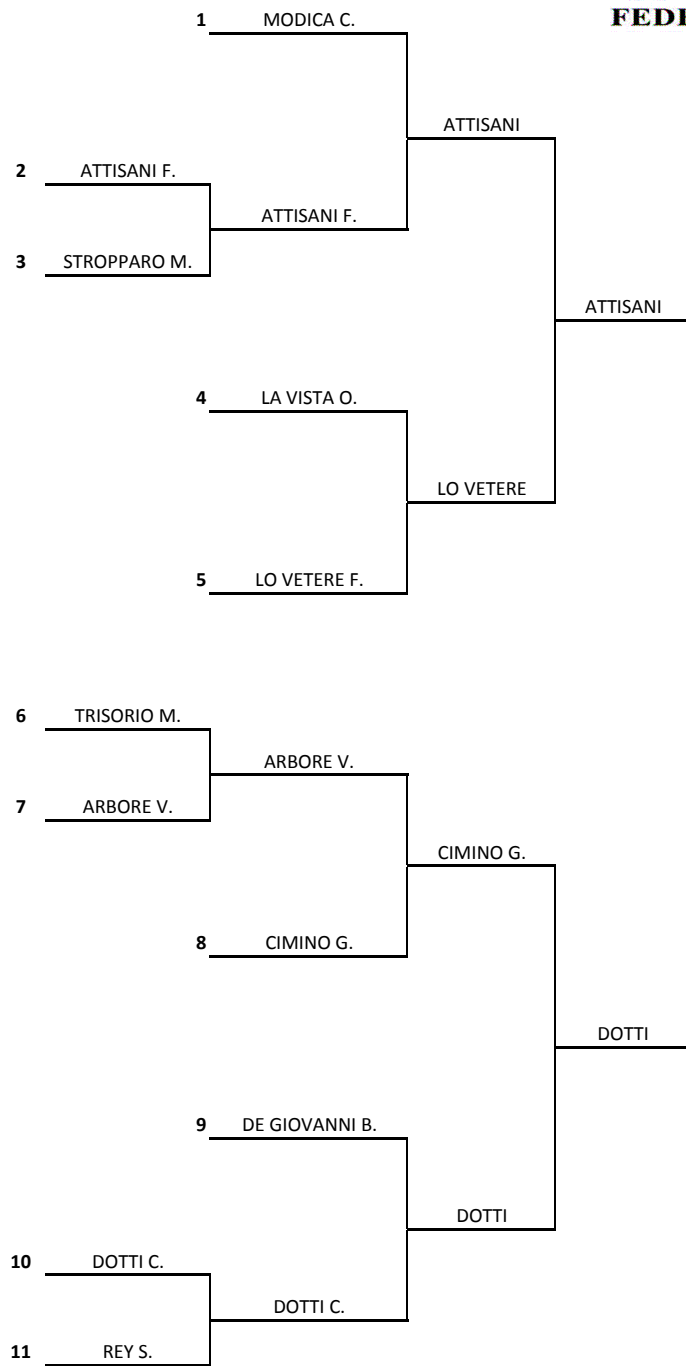 1 MODICA C.
FEDE
ATTISANI
2 ATTISANI F.
ATTISANI F.
3 STROPPARO M.
ATTISANI
4 LA VISTA O.
LO VETERE
5 LO VETERE F.
6 TRISORIO M.
ARBORE V.
7 ARBORE V.
CIMINO G.
8 CIMINO G.
DOTTI
9 DE GIOVANNI B.
DOTTI
10 DOTTI C.
DOTTI C.
11 REY S.